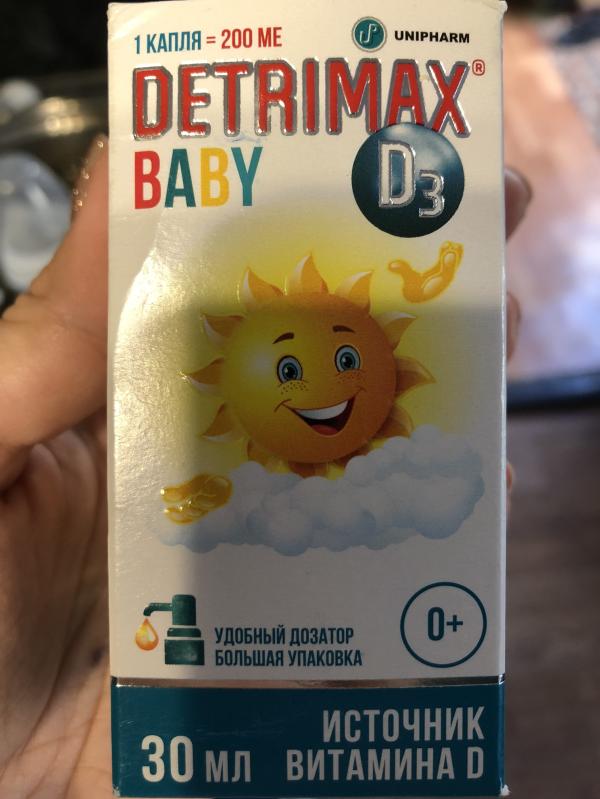 1 КАПЛЯ = 200 МЕ
UNIPHARM
DETRIMAX®
BABY
D3
УДОБНЫЙ ДОЗАТОР
БОЛЬШАЯ УПАКОВКА
0+
30 МЛ
ИСТОЧНИК
ВИТАМИНА D